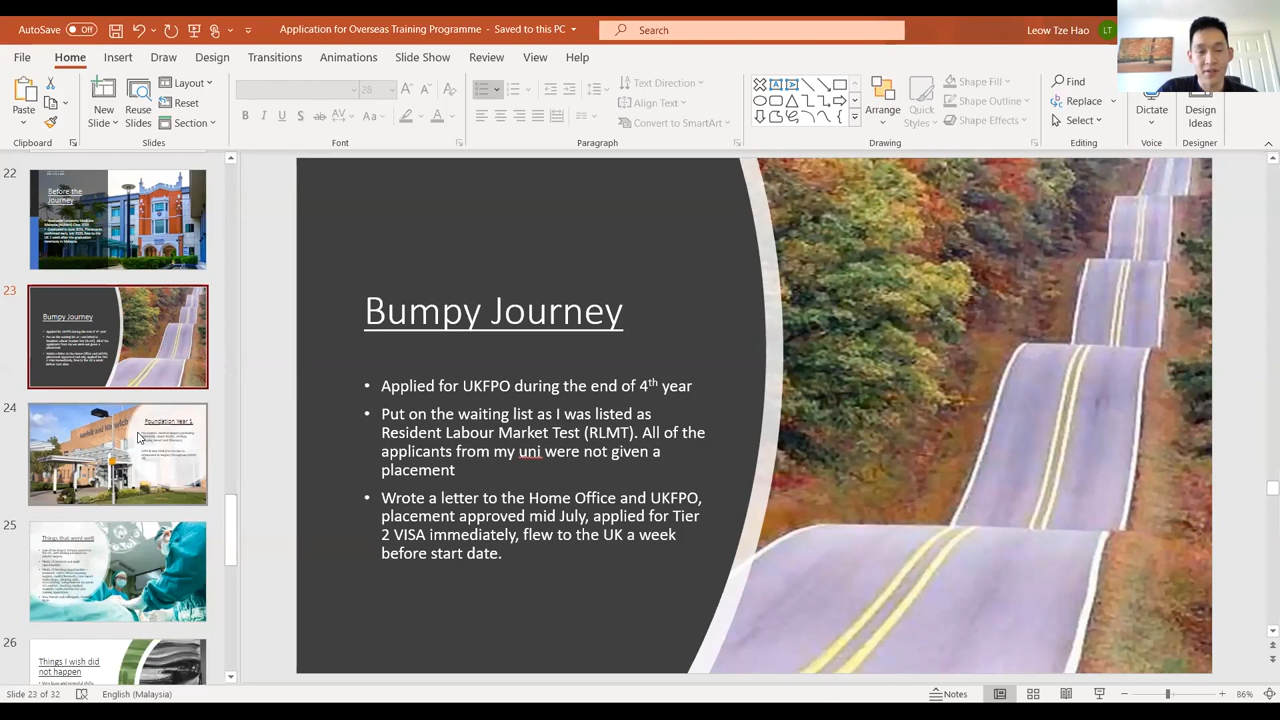 AutoSave Off
Application for Overseas Training Programme - Saved to this PC
Search
Leow Tze Hao LT
File Home Insert Draw Design Transitions Animations Slide Show Review View Help
Paste
New Slide
Reuse Slides
Layout
Reset
Section
28
B I U S ab AV Aa A
Text Direction
Align Text
Convert to SmartArt
Arrange
Quick Styles
Shape Fill
Shape Outline
Shape Effects
Find
Replace
Select
Dictate
Design Ideas
Clipboard Slides Font Paragraph Drawing Editing Voice Designer
22
Before the
Journey
23
Bumpy Journey
24
Foundation Year 1
25
Things that went well
26
Things I wish did
not happen
Bumpy Journey
• Applied for UKFPO during the end of 4th year
• Put on the waiting list as I was listed as
Resident Labour Market Test (RLMT). All of the
applicants from my uni were not given a
placement
• Wrote a letter to the Home Office and UKFPO,
placement approved mid July, applied for Tier
2 VISA immediately, flew to the UK a week
before start date.
Slide 23 of 32 English (Malaysia) Notes 86%